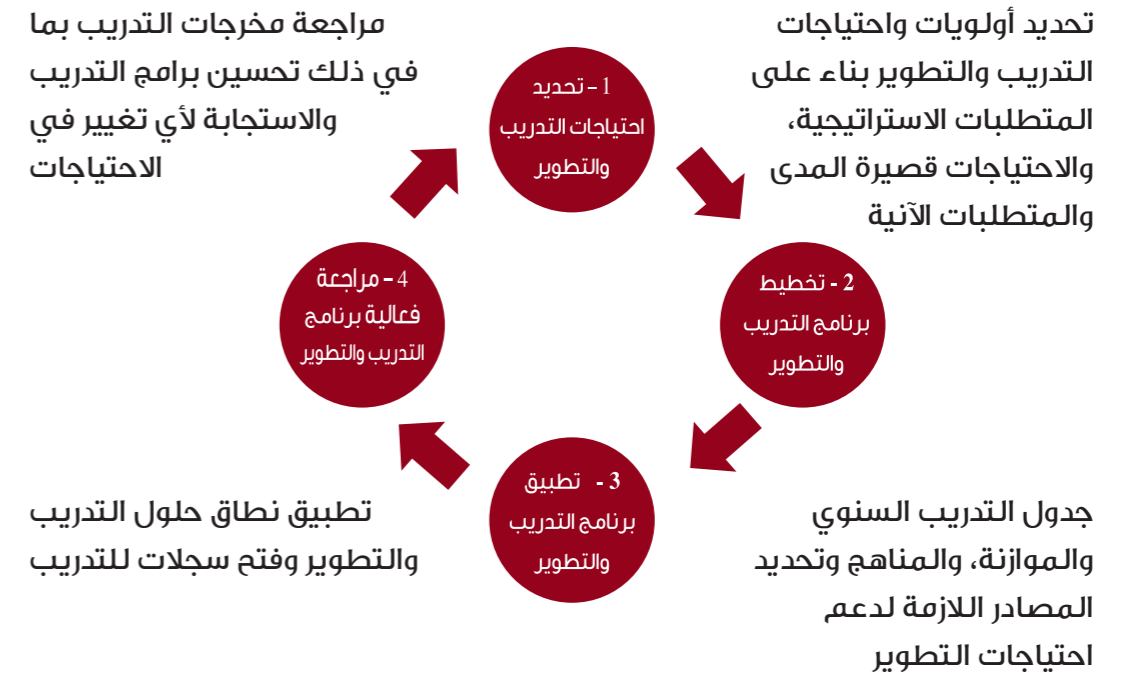 تحديد أولويات واحتياجات
التدريب والتطوير بناء على
المتطلبات الاستراتيجية،
والاحتياجات قصيرة المدى
والمتطلبات الآنية
1 - تحديد
احتياجات التدريب
والتطوير
مراجعة مخرجات التدريب بما
في ذلك تحسين برامج التدريب
والاستجابة لأي تغيير في
الاحتياجات
2 - تخطيط
برنامج التدريب
والتطوير
4 - مراجعة
فعالية برنامج
التدريب والتطوير
جدول التدريب السنوي
والموازنة، والمناهج وتحديد
المصادر اللازمة لدعم
احتياجات التطوير
3 - تطبيق
برنامج التدريب
والتطوير
تطبيق نطاق حلول التدريب
والتطوير وفتح سجلات للتدريب